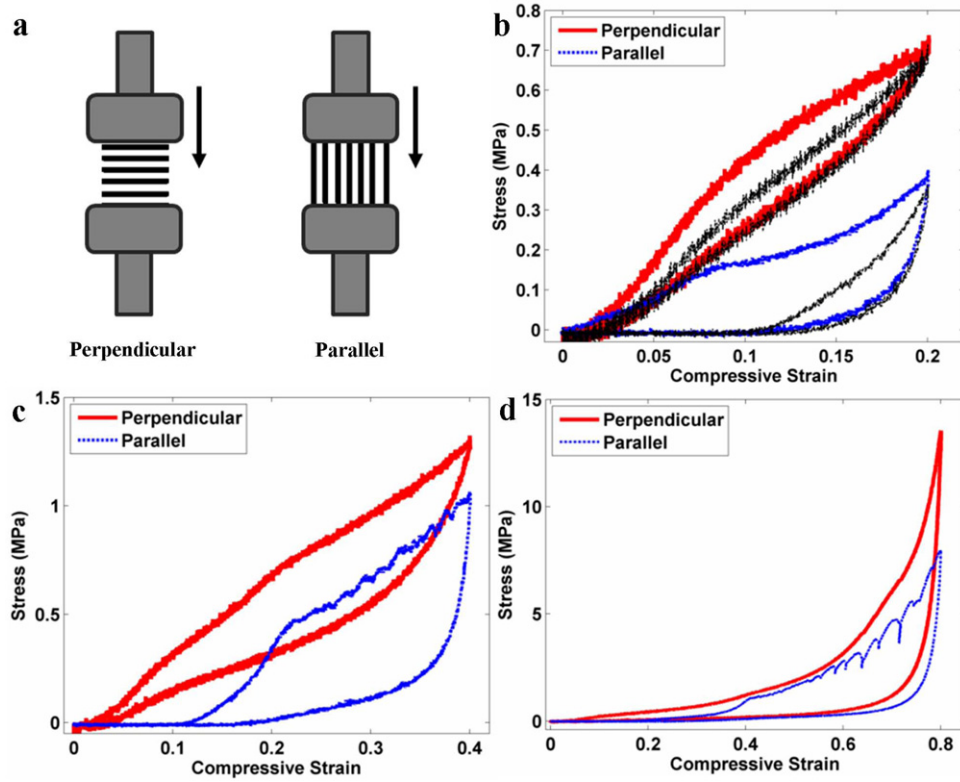 a
Perpendicular
Parallel
b
Perpendicular
Parallel
0.8
0.7
0.6
0.5
0.4
0.3
0.2
0.1
0
Stress (MPa)
0
0.05
0.1
0.15
0.2
Compressive Strain
c
Perpendicular
Parallel
1.5
1
0.5
0
Stress (MPa)
0
0.1
0.2
0.3
0.4
Compressive Strain
d
Perpendicular
Parallel
15
10
5
0
Stress (MPa)
0
0.2
0.4
0.6
0.8
Compressive Strain